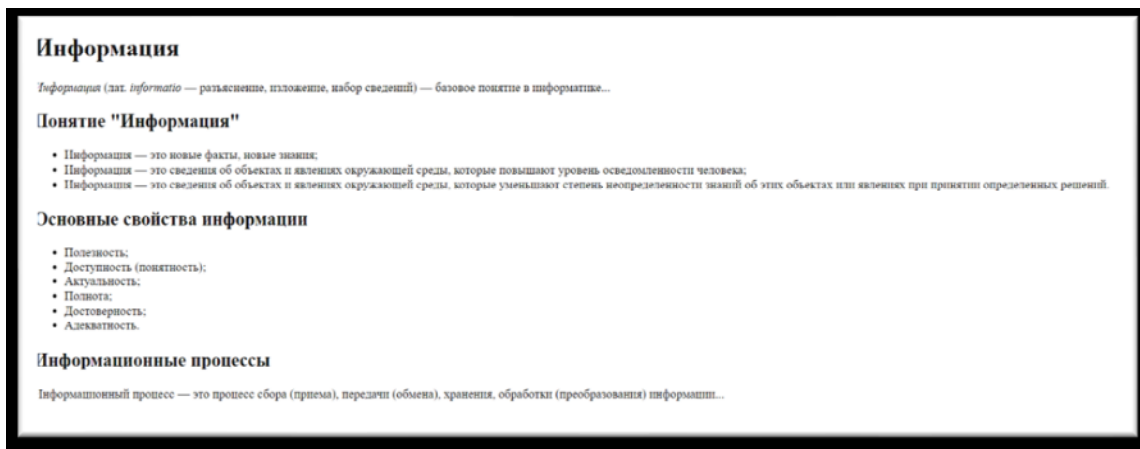 Информация
Информация (лат. informatio — разъяснение, изложение, набор сведений) — базовое понятие в информатике...
Понятие "Информация"
• Информация — это новые факты, новые знания;
• Информация — это сведения об объектах и явлениях окружающей среды, которые повышают уровень осведомленности человека;
• Информация — это сведения об объектах и явлениях окружающей среды, которые уменьшают степень неопределенности знаний об этих объектах или явлениях при принятии определенных решений.
Основные свойства информации
• Полезность;
• Доступность (понятность);
• Актуальность;
• Полнота;
• Достоверность;
• Адекватность.
Информационные процессы
Информационный процесс — это процесс сбора (приема), передачи (обмена), хранения, обработки (преобразования) информации...